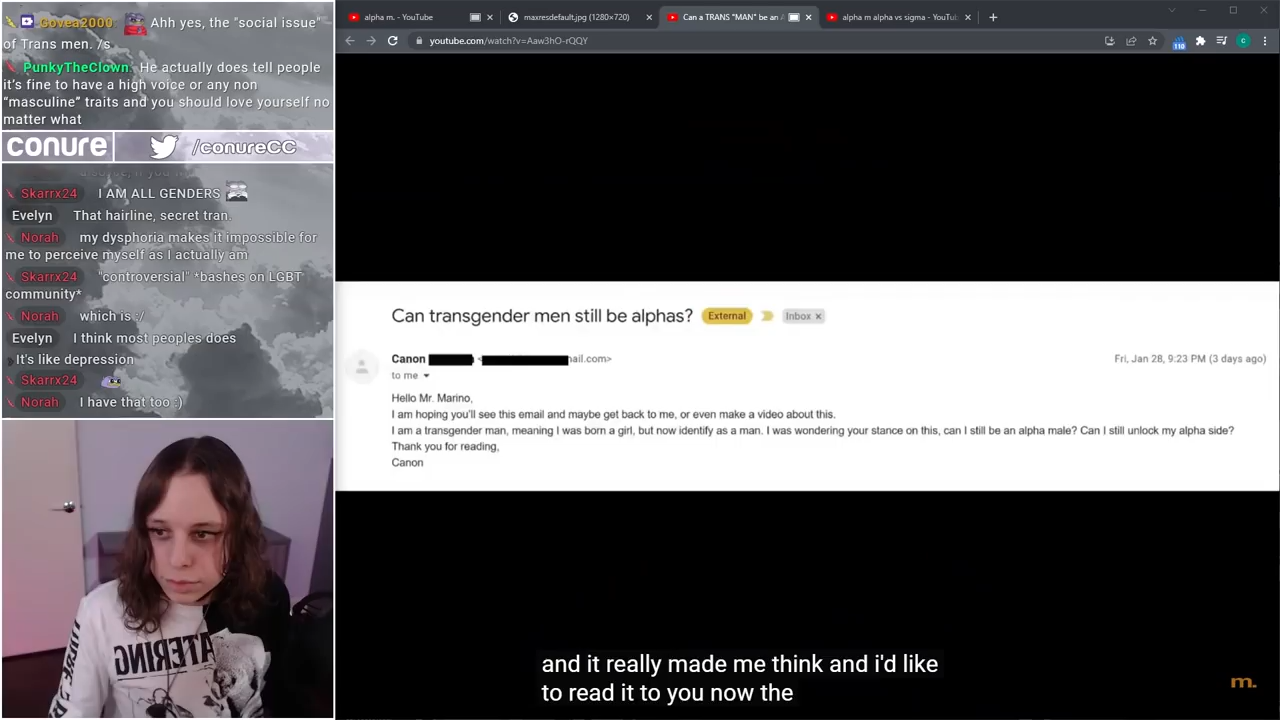 Govea2000 Ahh yes, the "social issue"
of Trans men. /s
PunkyTheClown He actually does tell people
it's fine to have a high voice or any non
"masculine" traits and you should love yourself no
matter what
conure /conureCC
Skarrx24 I AM ALL GENDERS
Evelyn That hairline, secret tran.
Norah my dysphoria makes it impossible for
me to perceive myself as I actually am
Skarrx24 "controversial" *bashes on LGBT
community*
Norah which is :/
Evelyn I think most peoples does
It's like depression
Skarrx24
Norah I have that too :)
ATERING
alpha m. - YouTube
maxresdefault.jpg (1280×720)
Can a TRANS "MAN" be an A
alpha m alpha vs sigma - YouTu
youtube.com/watch?v=Aaw3hO-rQQY
110
c
Can transgender men still be alphas? External Inbox ×
Canon ail.com> Fri, Jan 28, 9:23 PM (3 days ago)
to me
Hello Mr. Marino,
I am hoping you'll see this email and maybe get back to me, or even make a video about this.
I am a transgender man, meaning I was born a girl, but now identify as a man. I was wondering your stance on this, can I still be an alpha male? Can I still unlock my alpha side?
Thank you for reading,
Canon
and it really made me think and i'd like
to read it to you now the
m.